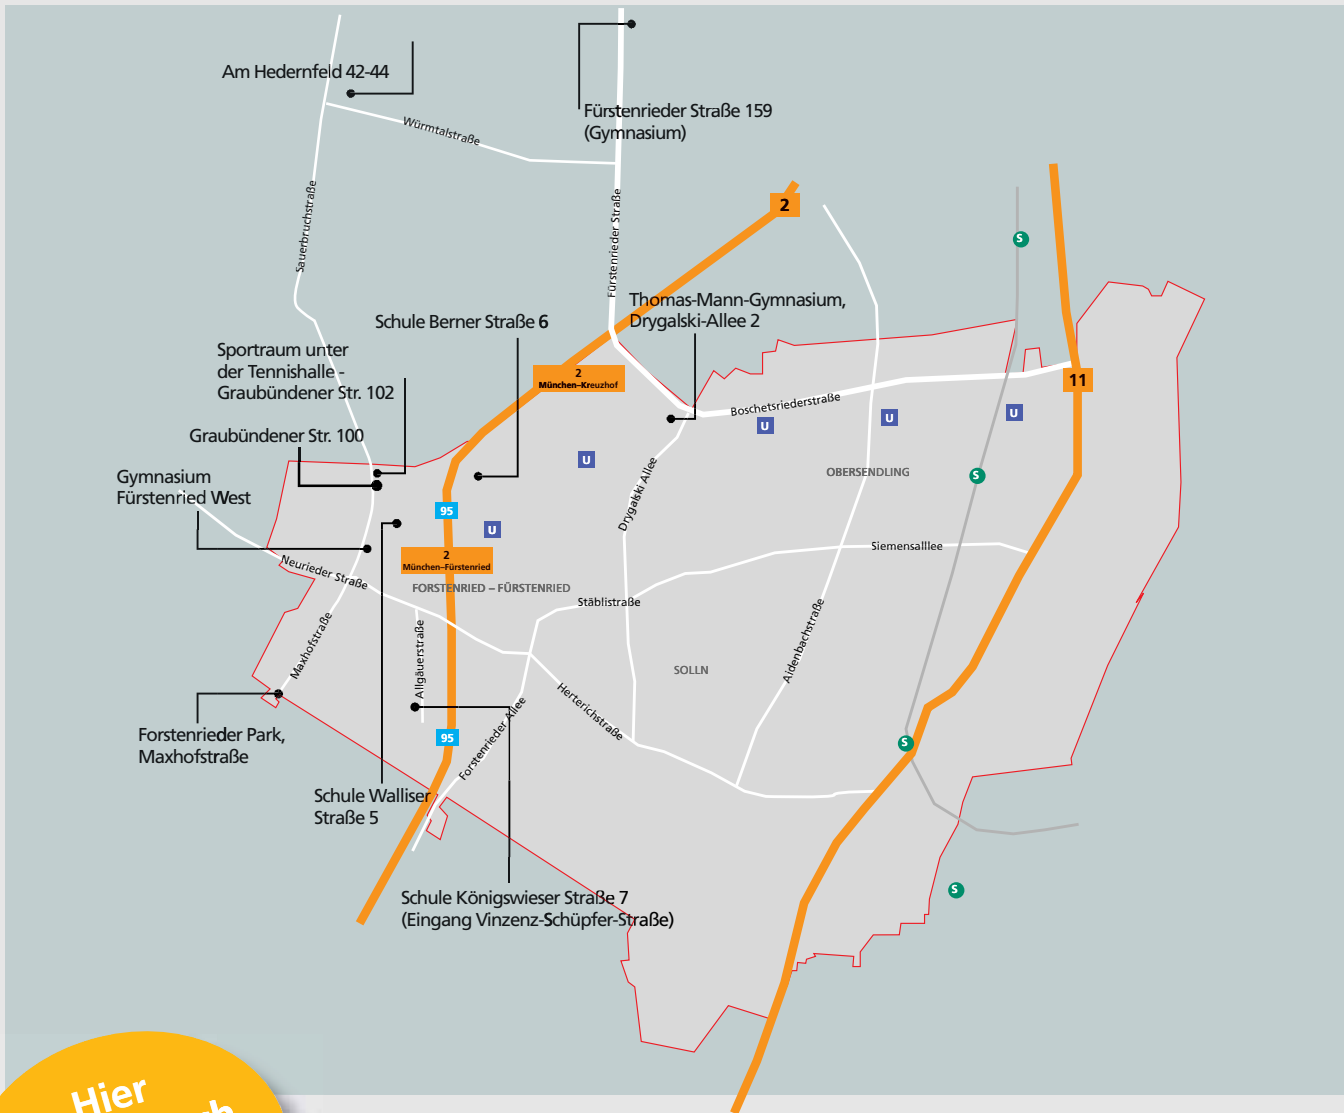 Am Hedernfeld 42-44
Fürstenrieder Straße 159
(Gymnasium)
Würmtalstraße
Sauerbruchstraße
Fürstenrieder Straße
2
S
Thomas-Mann-Gymnasium,
Drygalski-Allee 2
Schule Berner Straße 6
Sportraum unter
der Tennishalle -
Graubündener Str. 102
2
München–Kreuzhof
11
Boschetsriederstraße
U
U
U
Graubündener Str. 100
U
Drygalski Allee
OBERSENDLING
S
Gymnasium
Fürstenried West
95
U
Siemensalllee
2
München–Fürstenried
Neurieder Straße
FORSTENRIED – FÜRSTENRIED
Stäblistraße
Maxhofstraße
Allgäuerstraße
Aidenbachstraße
SOLLN
Herterichstraße
Forstenrieder Allee
Forstenrieder Park,
Maxhofstraße
95
S
Schule Walliser
Straße 5
Schule Königswieser Straße 7
(Eingang Vinzenz-Schüpfer-Straße)
S
Hier